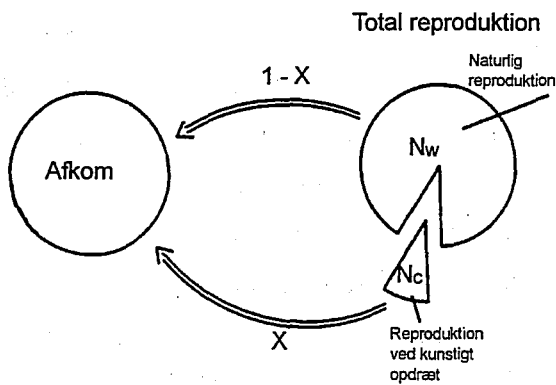 Total reproduktion
Naturlig
reproduktion
1 - X
Nw
Afkom
Nc
X
Reproduktion
ved kunstigt
opdræt